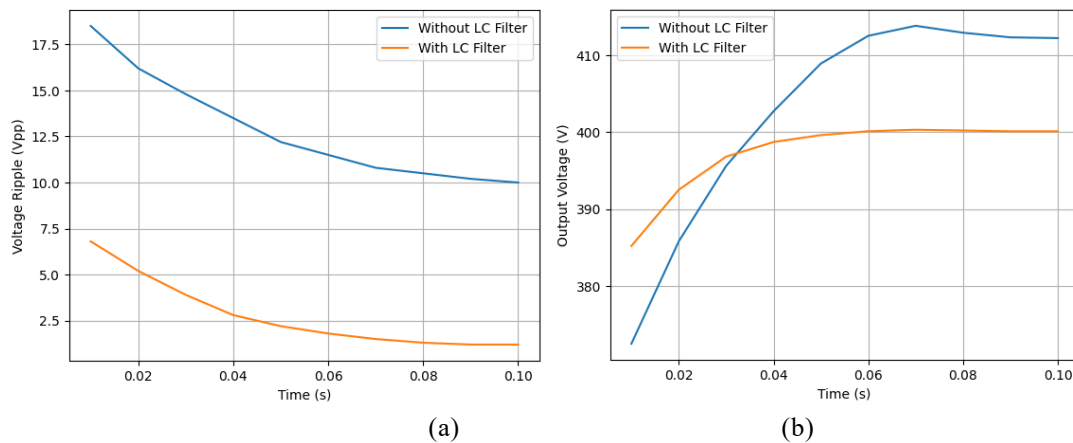 Without LC Filter
With LC Filter
17.5
15.0
12.5
10.0
7.5
5.0
2.5
Voltage Ripple (Vpp)
0.02 0.04 0.06 0.08 0.10
Time (s)
(a)
Without LC Filter
With LC Filter
410
400
390
380
Output Voltage (V)
0.02 0.04 0.06 0.08 0.10
Time (s)
(b)